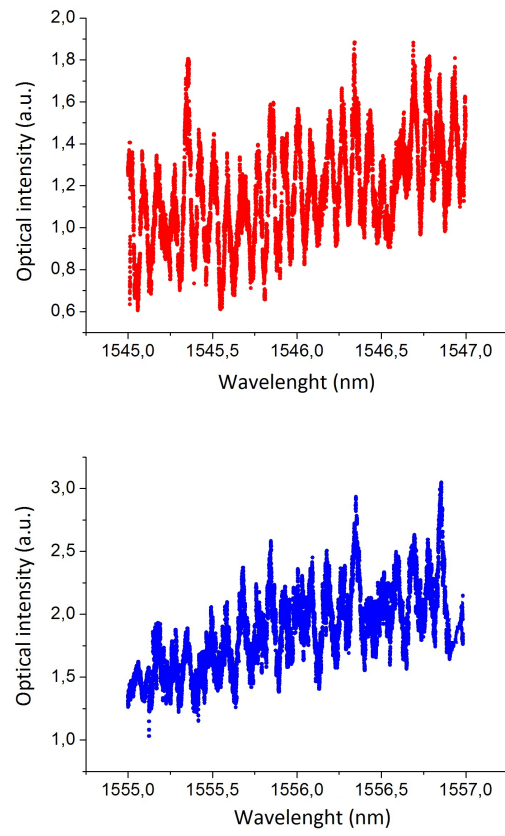 Optical intensity (a.u.)
2,0
1,8
1,6
1,4
1,2
1,0
0,8
0,6
1545,0 1545,5 1546,0 1546,5 1547,0
Wavelenght (nm)
Optical intensity (a.u.)
3,0
2,5
2,0
1,5
1,0
1555,0 1555,5 1556,0 1556,5 1557,0
Wavelenght (nm)